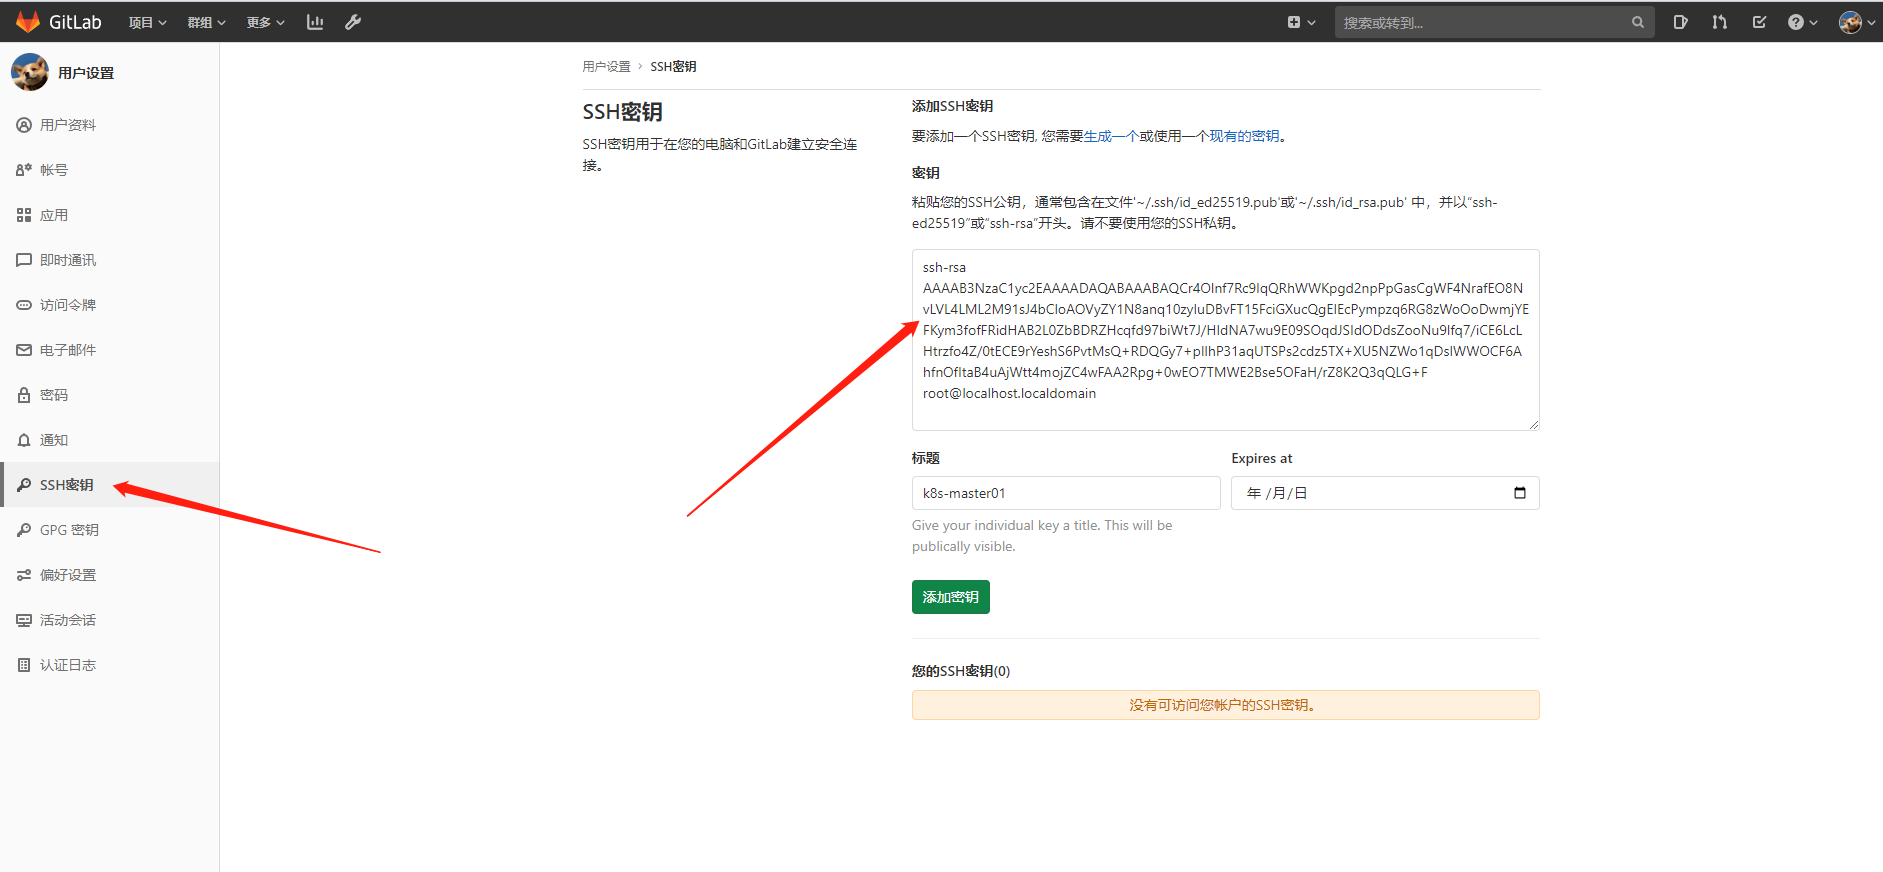 GitLab 项目 群组 更多 搜索或转到...
用户设置
用户资料
帐号
应用
即时通讯
访问令牌
电子邮件
密码
通知
SSH密钥
GPG 密钥
偏好设置
活动会话
认证日志
用户设置 › SSH密钥
SSH密钥
SSH密钥用于在您的电脑和GitLab建立安全连
接。
添加SSH密钥
要添加一个SSH密钥, 您需要生成一个或使用一个现有的密钥。
密钥
粘贴您的SSH公钥，通常包含在文件'~/.ssh/id_ed25519.pub'或'~/.ssh/id_rsa.pub' 中，并以“ssh-
ed25519”或“ssh-rsa”开头。请不要使用您的SSH私钥。
ssh-rsa
AAAAB3NzaC1yc2EAAAADAQABAAABAQCr4OInf7Rc9IqQRhWWKpgd2npPpGasCgWF4NrafEO8N
vLVL4LML2M91sJ4bCloAOVyZY1N8anq10zyluDBvFT15FciGXucQgEIEcPympzq6RG8zWoOoDwmjYE
FKym3fofFRidHAB2L0ZbBDRZHcqfd97biWt7J/HIdNA7wu9E09SOqdJSIdODdsZooNu9lfq7/iCE6LcL
Htrzfo4Z/0tECE9rYeshS6PvtMsQ+RDQGy7+pIlhP31aqUTSPs2cdz5TX+XU5NZWo1qDsIWWOCF6A
hfnOfItaB4uAjWtt4mojZC4wFAA2Rpg+0wEO7TMWE2Bse5OFaH/rZ8K2Q3qQLG+F
root@localhost.localdomain
标题
k8s-master01
Give your individual key a title. This will be
publically visible.
Expires at
年 /月/日
添加密钥
您的SSH密钥(0)
没有可访问您帐户的SSH密钥。